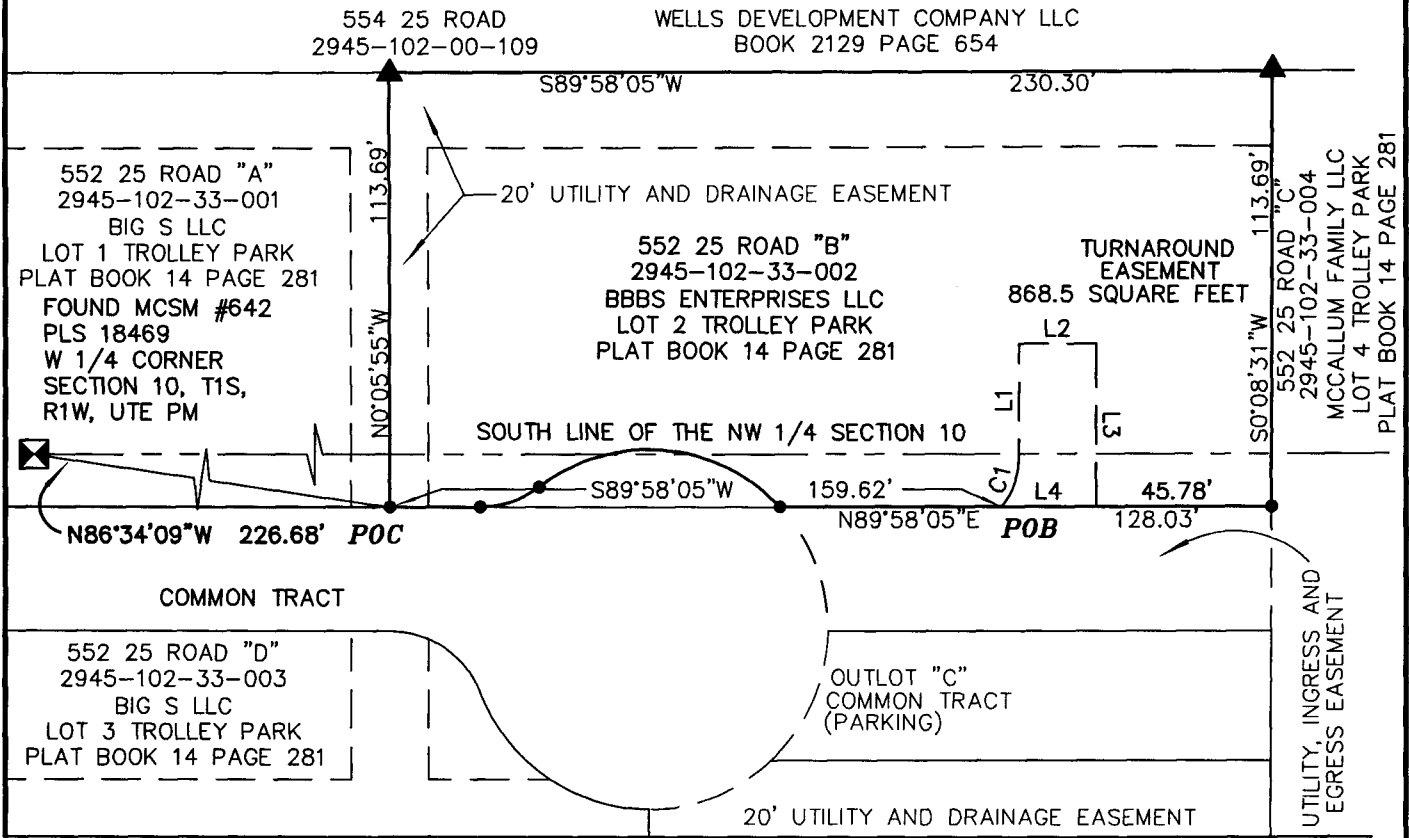 554 25 ROAD
2945-102-00-109
WELLS DEVELOPMENT COMPANY LLC
BOOK 2129 PAGE 654
S89°58'05"W
230.30'
552 25 ROAD "A"
2945-102-33-001
BIG S LLC
LOT 1 TROLLEY PARK
PLAT BOOK 14 PAGE 281
FOUND MCSM #642
PLS 18469
W 1/4 CORNER
SECTION 10, T1S,
R1W, UTE PM
N0°05'55"W
113.69'
20' UTILITY AND DRAINAGE EASEMENT
552 25 ROAD "B"
2945-102-33-002
BBBS ENTERPRISES LLC
LOT 2 TROLLEY PARK
PLAT BOOK 14 PAGE 281
TURNAROUND
EASEMENT
868.5 SQUARE FEET
L2
L1
L3
C1
L4
S0°08'31"W
113.69'
552 25 ROAD "C"
2945-102-33-004
MCCALLUM FAMILY LLC
LOT 4 TROLLEY PARK
PLAT BOOK 14 PAGE 281
SOUTH LINE OF THE NW 1/4 SECTION 10
S89°58'05"W
159.62'
45.78'
N86°34'09"W 226.68' POC
N89°58'05"E
POB
128.03'
COMMON TRACT
552 25 ROAD "D"
2945-102-33-003
BIG S LLC
LOT 3 TROLLEY PARK
PLAT BOOK 14 PAGE 281
OUTLOT "C"
COMMON TRACT
(PARKING)
UTILITY, INGRESS AND
EGRESS EASEMENT
20' UTILITY AND DRAINAGE EASEMENT